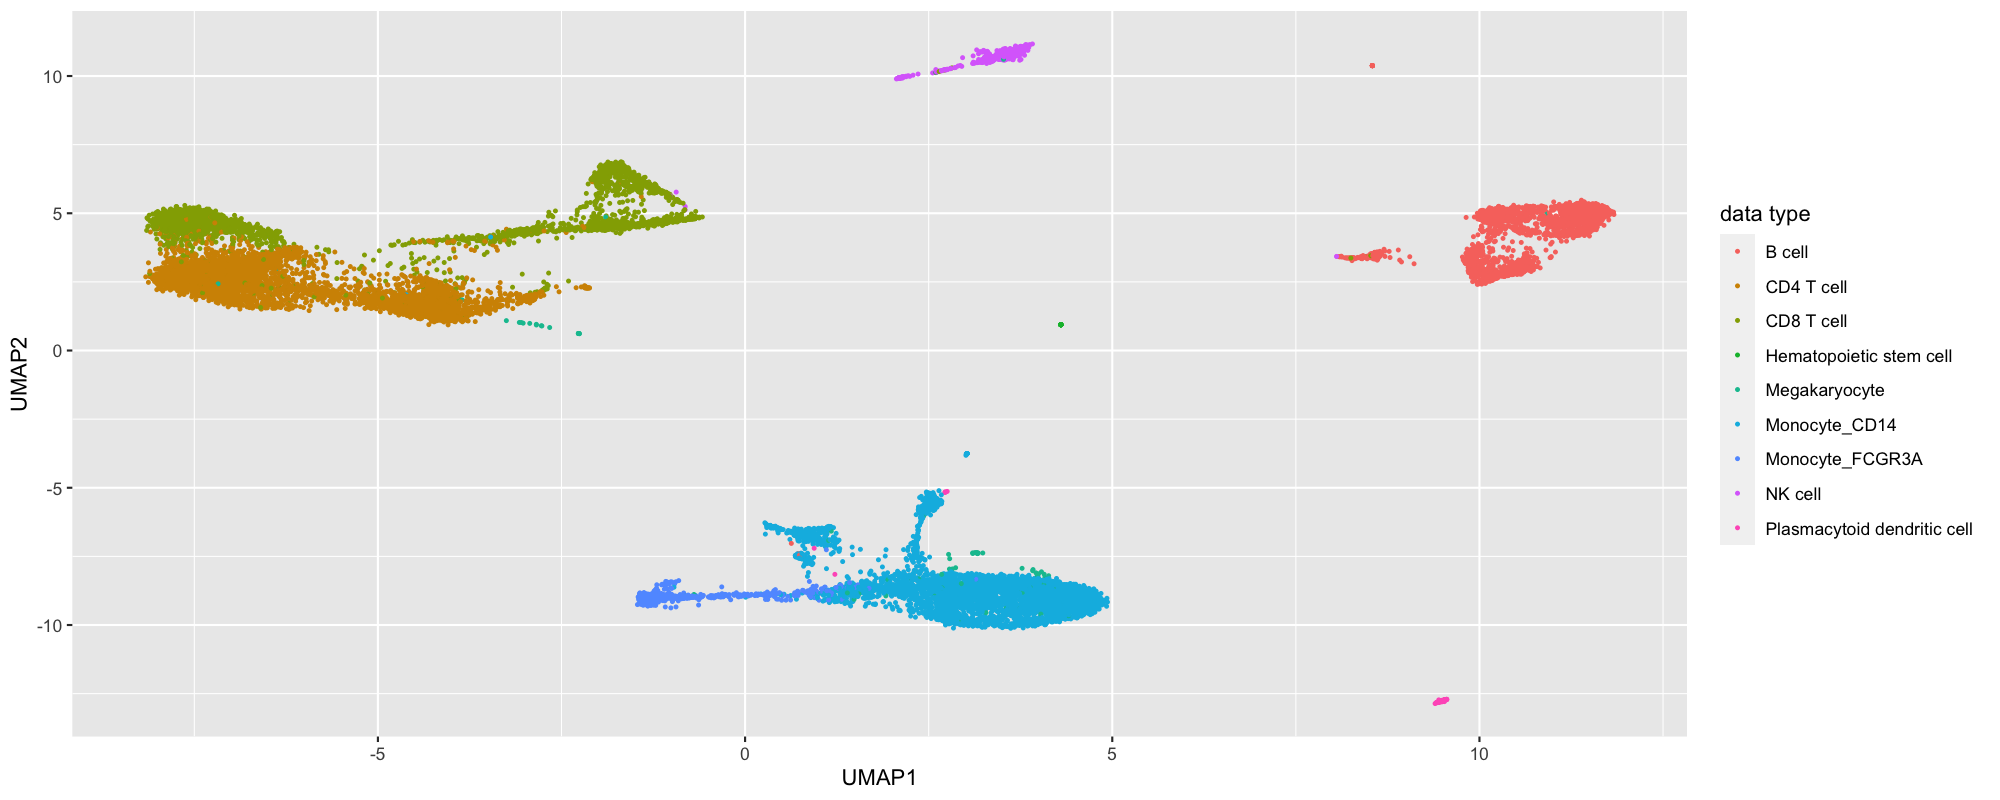 10
5
0
-5
-10
UMAP2
-5
0
5
10
UMAP1
data type
B cell
CD4 T cell
CD8 T cell
Hematopoietic stem cell
Megakaryocyte
Monocyte_CD14
Monocyte_FCGR3A
NK cell
Plasmacytoid dendritic cell